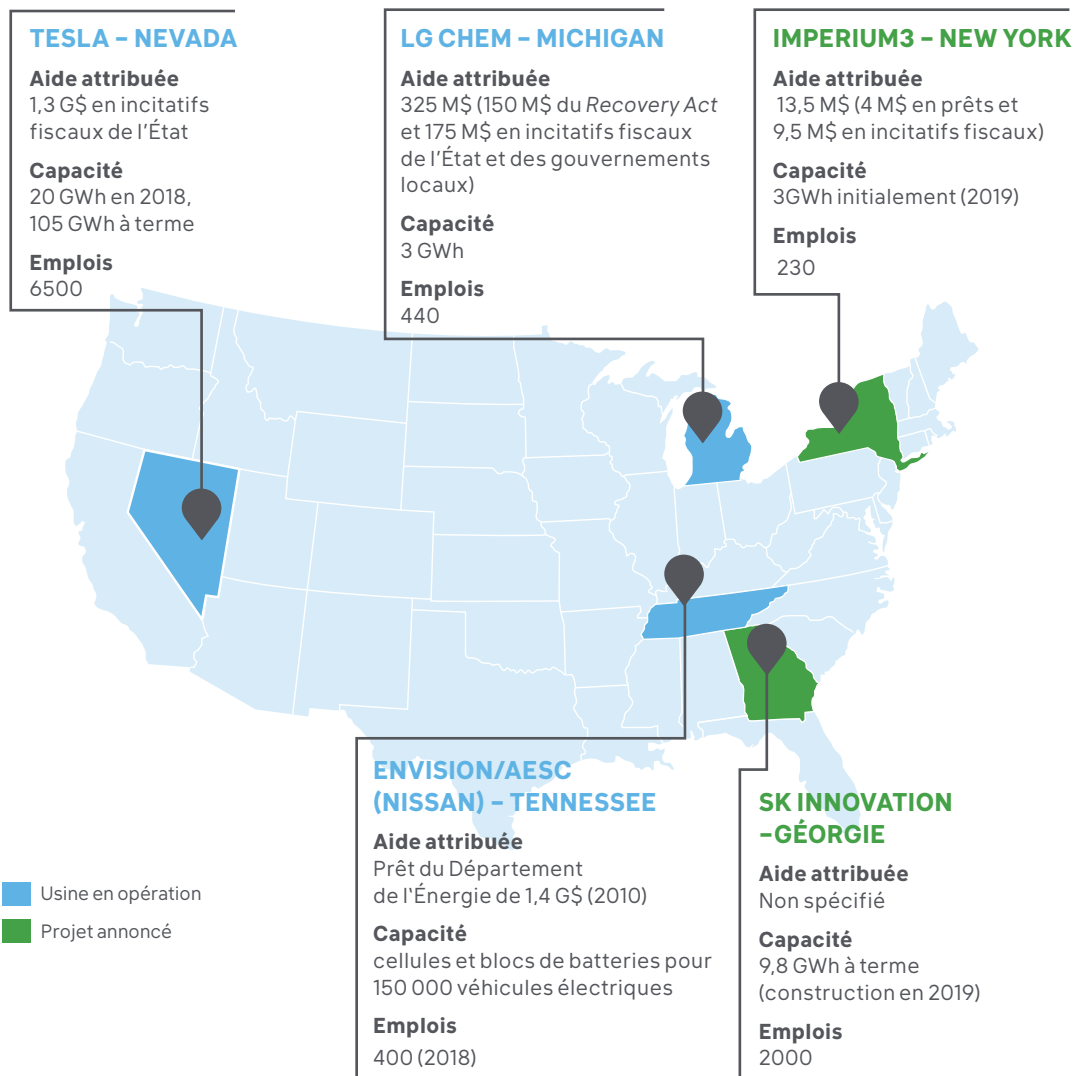 TESLA – NEVADA
Aide attribuée
1,3 G$ en incitatifs
fiscaux de l'État
Capacité
20 GWh en 2018,
105 GWh à terme
Emplois
6500
LG CHEM – MICHIGAN
Aide attribuée
325 M$ (150 M$ du Recovery Act
et 175 M$ en incitatifs fiscaux
de l'État et des gouvernements
locaux)
Capacité
3 GWh
Emplois
440
IMPERIUM3 – NEW YORK
Aide attribuée
13,5 M$ (4 M$ en prêts et
9,5 M$ en incitatifs fiscaux)
Capacité
3GWh initialement (2019)
Emplois
230
ENVISION/AESC
(NISSAN) – TENNESSEE
Aide attribuée
Prêt du Département
de l'Énergie de 1,4 G$ (2010)
Capacité
cellules et blocs de batteries pour
150 000 véhicules électriques
Emplois
400 (2018)
SK INNOVATION
–GÉORGIE
Aide attribuée
Non spécifié
Capacité
9,8 GWh à terme
(construction en 2019)
Emplois
2000
Usine en opération
Projet annoncé